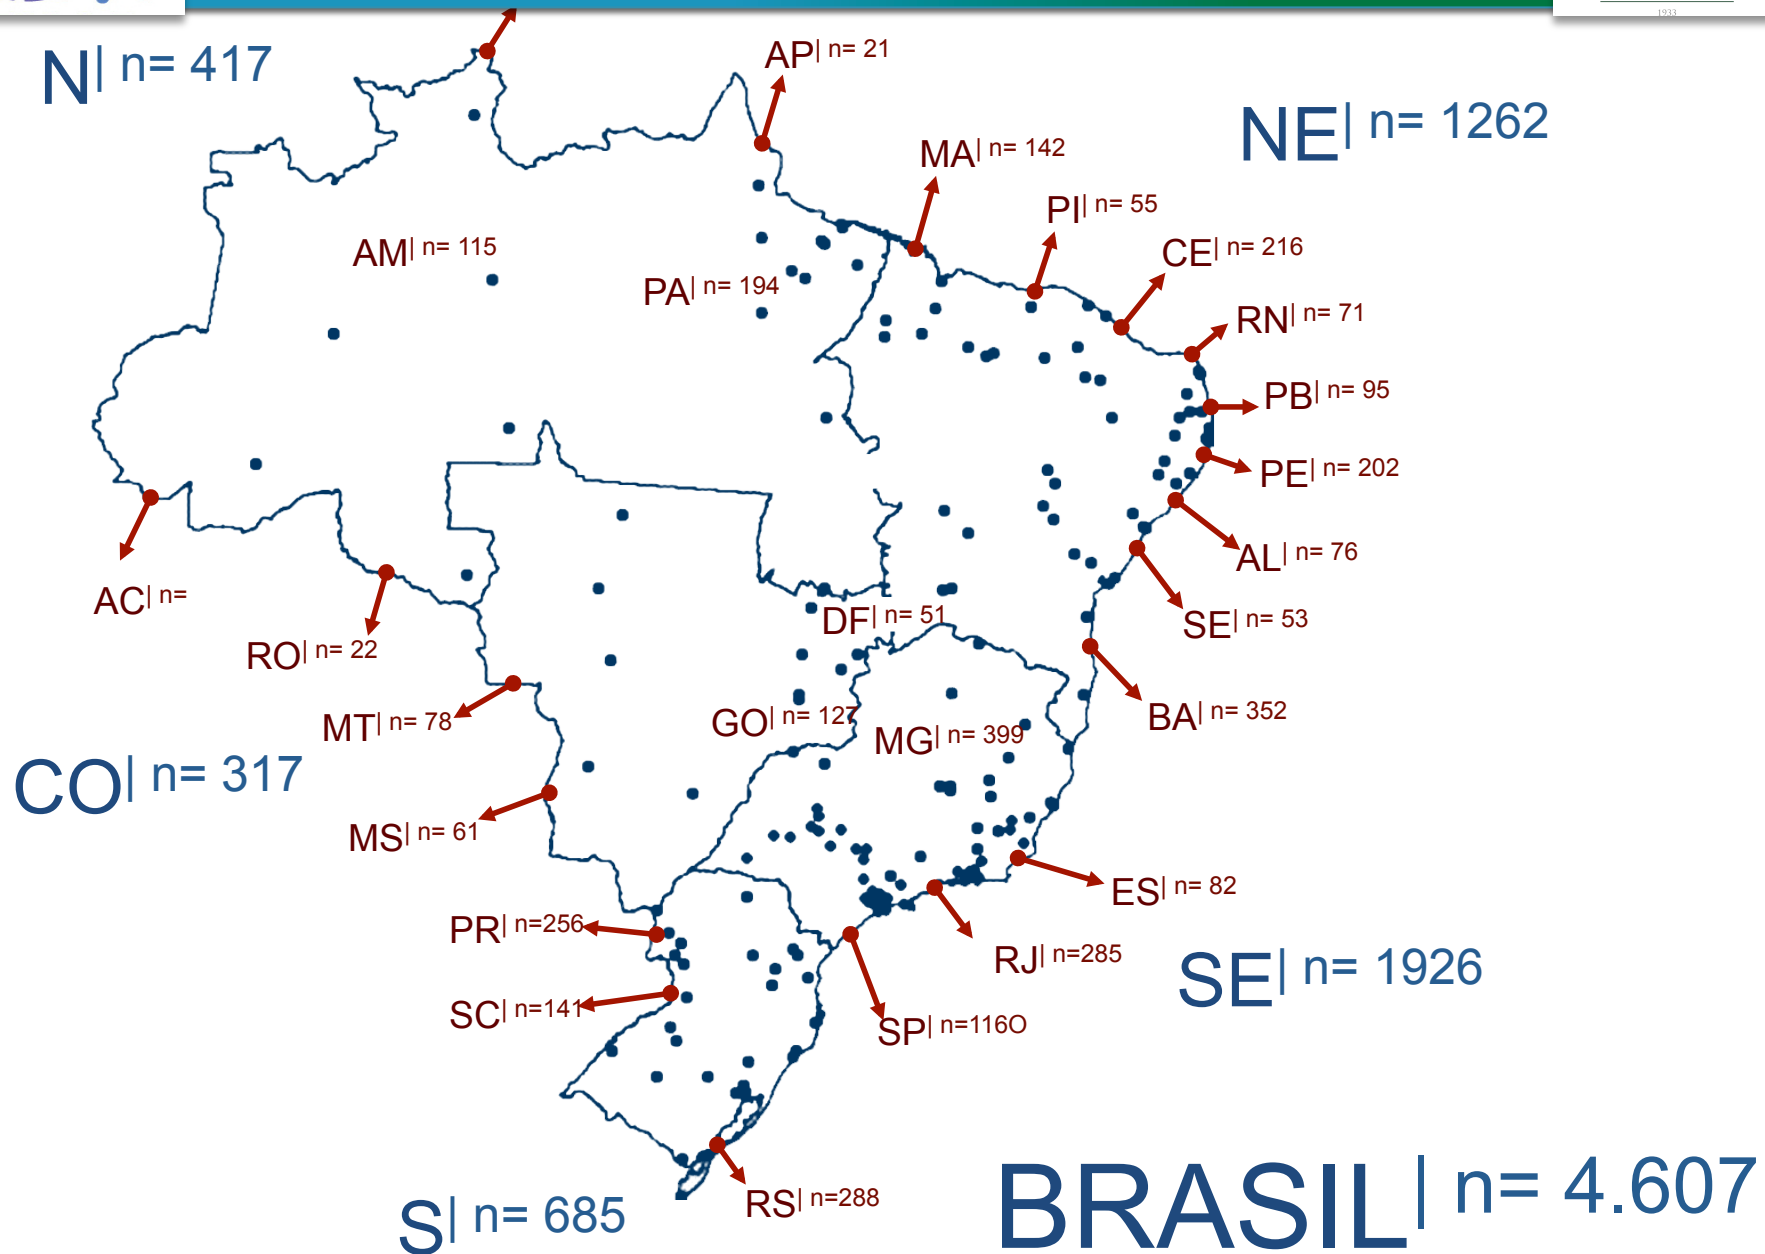 1933
N| n= 417
AP| n= 21
NE| n= 1262
MA| n= 142
PI| n= 55
AM| n= 115
CE| n= 216
PA| n= 194
RN| n= 71
PB| n= 95
PE| n= 202
AL| n= 76
AC| n=
DF| n= 51
SE| n= 53
RO| n= 22
MT| n= 78
GO| n= 127
MG| n= 399
BA| n= 352
CO| n= 317
MS| n= 61
ES| n= 82
PR| n=256
RJ| n=285
SE| n= 1926
SC| n=141
SP| n=116O
RS| n=288
S| n= 685
BRASIL| n= 4.607